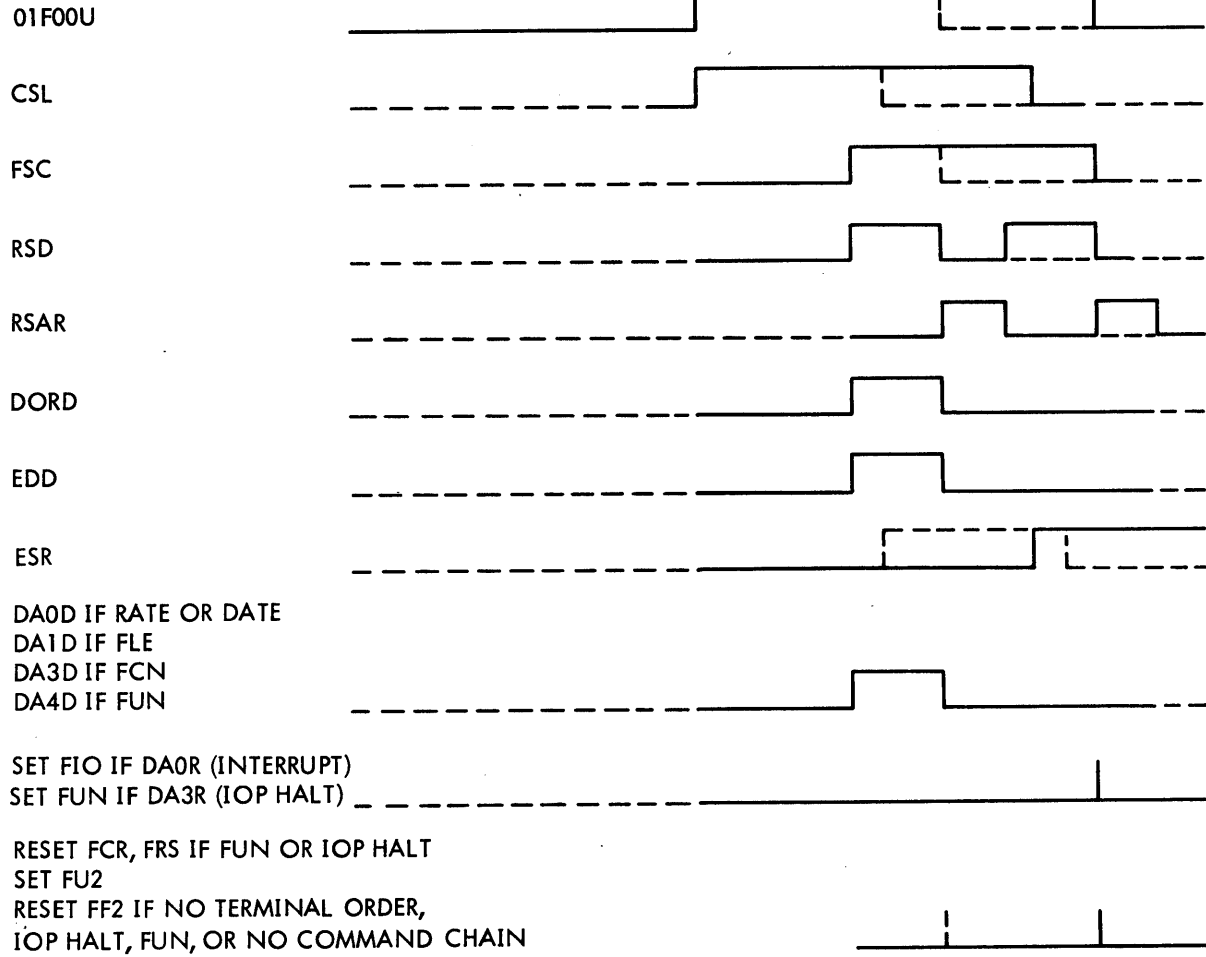 01F00U
CSL
FSC
RSD
RSAR
DORD
EDD
ESR
DA0D IF RATE OR DATE
DA1D IF FLE
DA3D IF FCN
DA4D IF FUN
SET FIO IF DA0R (INTERRUPT)
SET FUN IF DA3R (IOP HALT)
RESET FCR, FRS IF FUN OR IOP HALT
SET FU2
RESET FF2 IF NO TERMINAL ORDER,
IOP HALT, FUN, OR NO COMMAND CHAIN